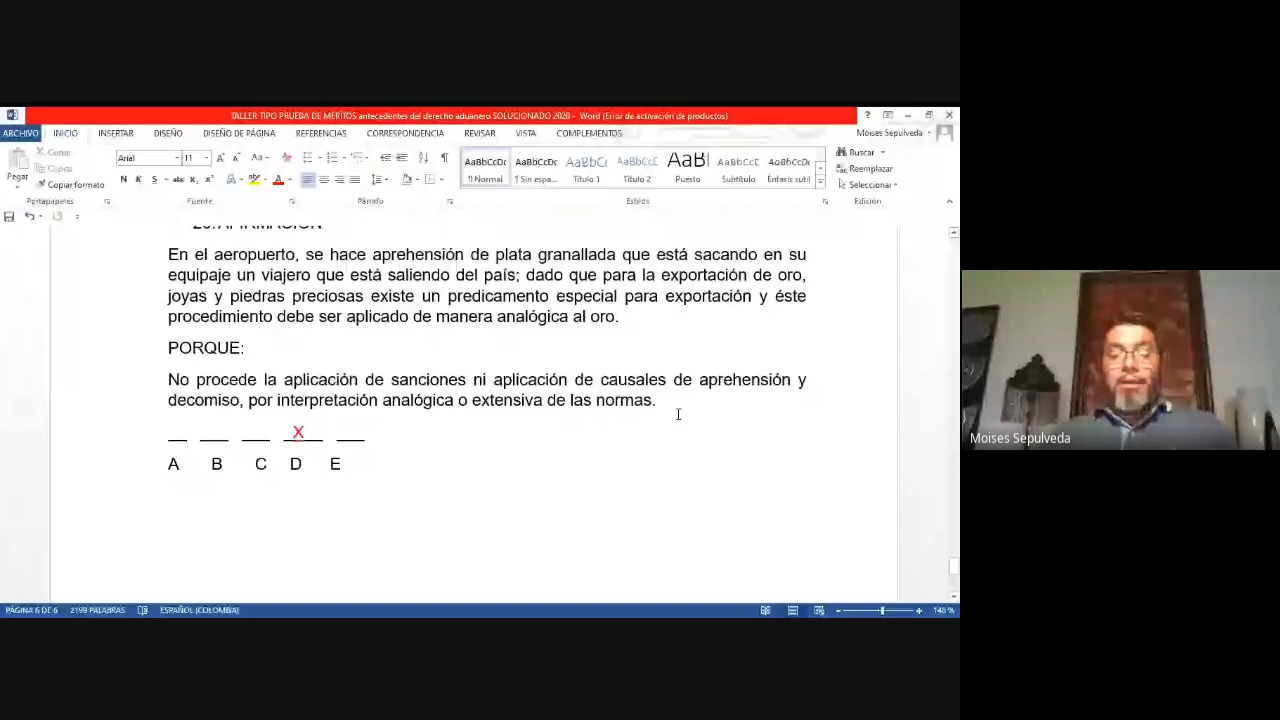 TALLER TIPO PRUEBA DE MERITOS antecedentes del derecho aduanero SOLUCIONADO 2020 - Word (Error de activación de productos)
ARCHIVO INICIO INSERTAR DISEÑO DISEÑO DE PÁGINA REFERENCIAS CORRESPONDENCIA REVISAR VISTA COMPLEMENTOS Moises Sepulveda
Cortar
Copiar
Pegar
Copiar formato
Arial 11
N K S abc X₂ X²
AaBbCcDc AaBbCcDc AaBbCc AaBbCcC AaBl AaBbCcC AaBbCcDc
¶ Normal ¶ Sin espa... Título 1 Título 2 Puesto Subtítulo Énfasis sutil
Buscar
Reemplazar
Seleccionar
Portapapeles Fuente Párrafo Estilos Edición
AFIRMACIÓN
En el aeropuerto, se hace aprehensión de plata granallada que está sacando en su
equipaje un viajero que está saliendo del país; dado que para la exportación de oro,
joyas y piedras preciosas existe un predicamento especial para exportación y éste
procedimiento debe ser aplicado de manera analógica al oro.
PORQUE:
No procede la aplicación de sanciones ni aplicación de causales de aprehensión y
decomiso, por interpretación analógica o extensiva de las normas.
X
A B C D E
Moises Sepulveda
PÁGINA 6 DE 6 2199 PALABRAS ESPAÑOL (COLOMBIA) 146 %